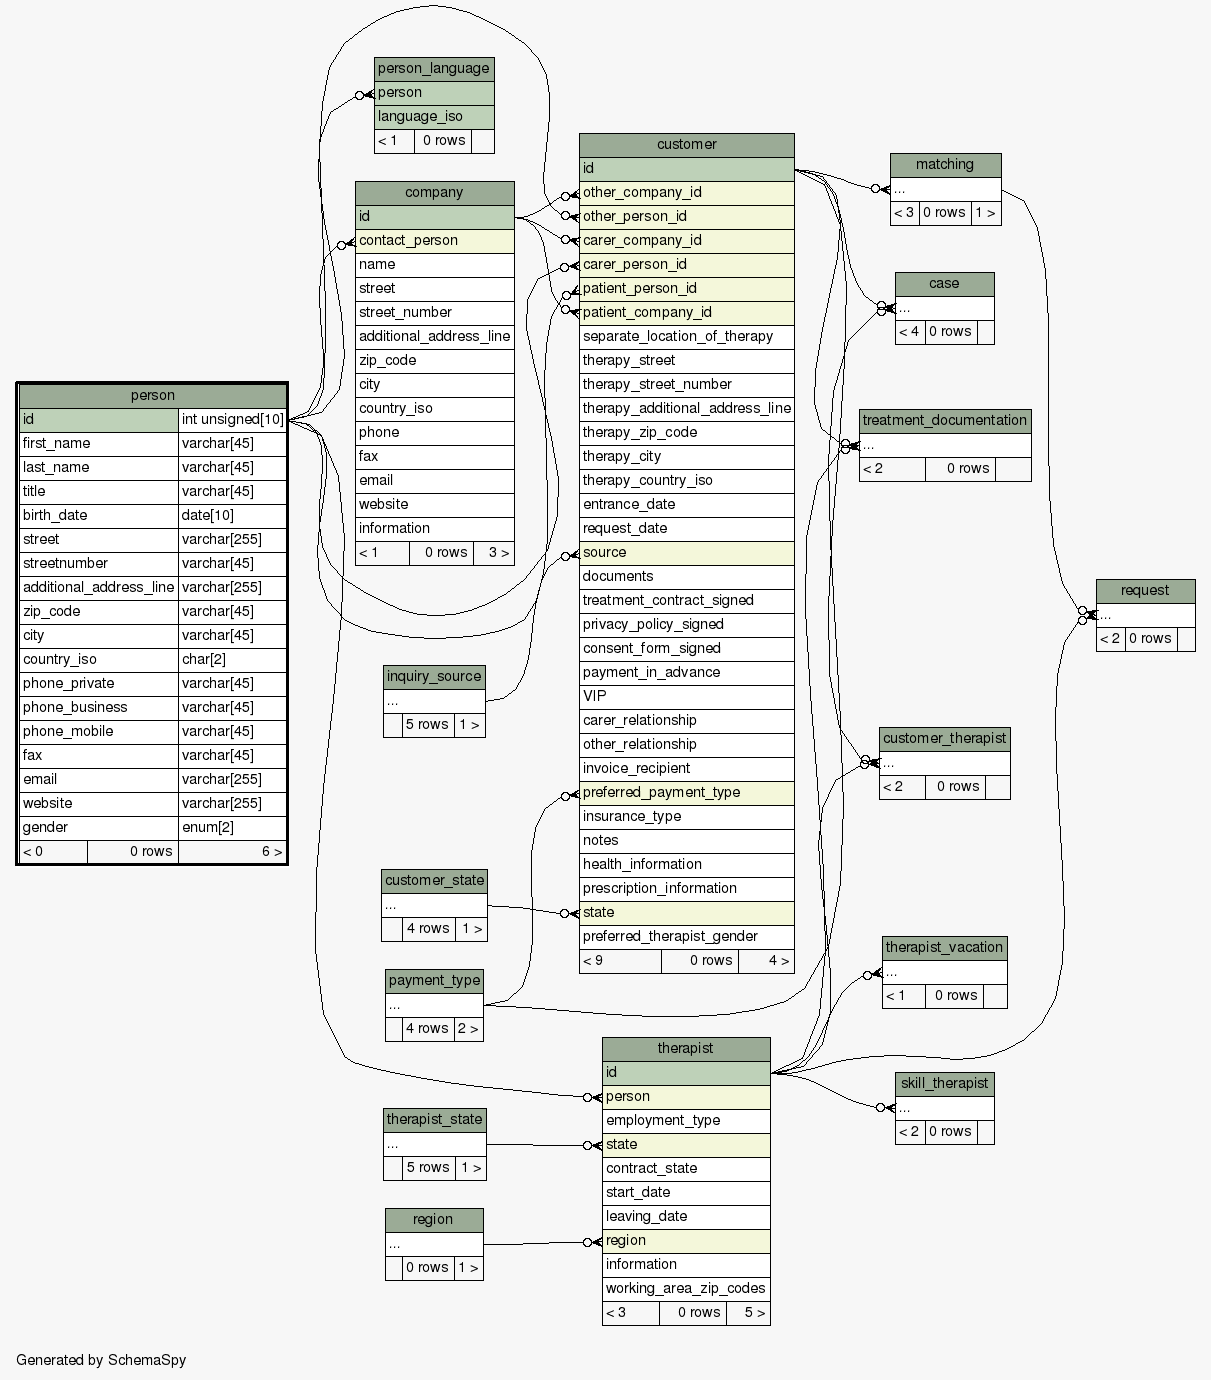 person_language
person
language_iso
< 1 0 rows
company
id
contact_person
name
street
street_number
additional_address_line
zip_code
city
country_iso
phone
fax
email
website
information
< 1 0 rows 3 >
person
id int unsigned[10]
first_name varchar[45]
last_name varchar[45]
title varchar[45]
birth_date date[10]
street varchar[255]
streetnumber varchar[45]
additional_address_line varchar[255]
zip_code varchar[45]
city varchar[45]
country_iso char[2]
phone_private varchar[45]
phone_business varchar[45]
phone_mobile varchar[45]
fax varchar[45]
email varchar[255]
website varchar[255]
gender enum[2]
< 0 0 rows 6 >
inquiry_source
...
5 rows 1 >
customer_state
...
4 rows 1 >
payment_type
...
4 rows 2 >
therapist_state
...
5 rows 1 >
region
...
0 rows 1 >
customer
id
other_company_id
other_person_id
carer_company_id
carer_person_id
patient_person_id
patient_company_id
separate_location_of_therapy
therapy_street
therapy_street_number
therapy_additional_address_line
therapy_zip_code
therapy_city
therapy_country_iso
entrance_date
request_date
source
documents
treatment_contract_signed
privacy_policy_signed
consent_form_signed
payment_in_advance
VIP
carer_relationship
other_relationship
invoice_recipient
preferred_payment_type
insurance_type
notes
health_information
prescription_information
state
preferred_therapist_gender
< 9 0 rows 4 >
therapist
id
person
employment_type
state
contract_state
start_date
leaving_date
region
information
working_area_zip_codes
< 3 0 rows 5 >
matching
...
< 3 0 rows 1 >
case
...
< 4 0 rows
treatment_documentation
...
< 2 0 rows
request
...
< 2 0 rows
customer_therapist
...
< 2 0 rows
therapist_vacation
...
< 1 0 rows
skill_therapist
...
< 2 0 rows
Generated by SchemaSpy